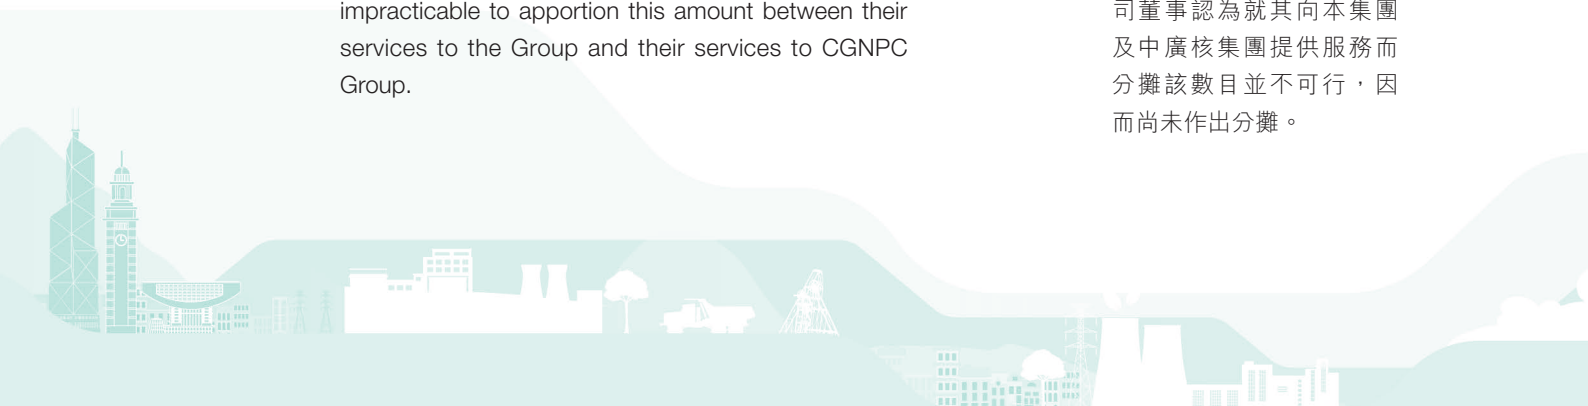 impracticable to apportion this amount between their
services to the Group and their services to CGNPC
Group.
司董事認為就其向本集團
及中廣核集團提供服務而
分攤該數目並不可行，因
而尚未作出分攤。